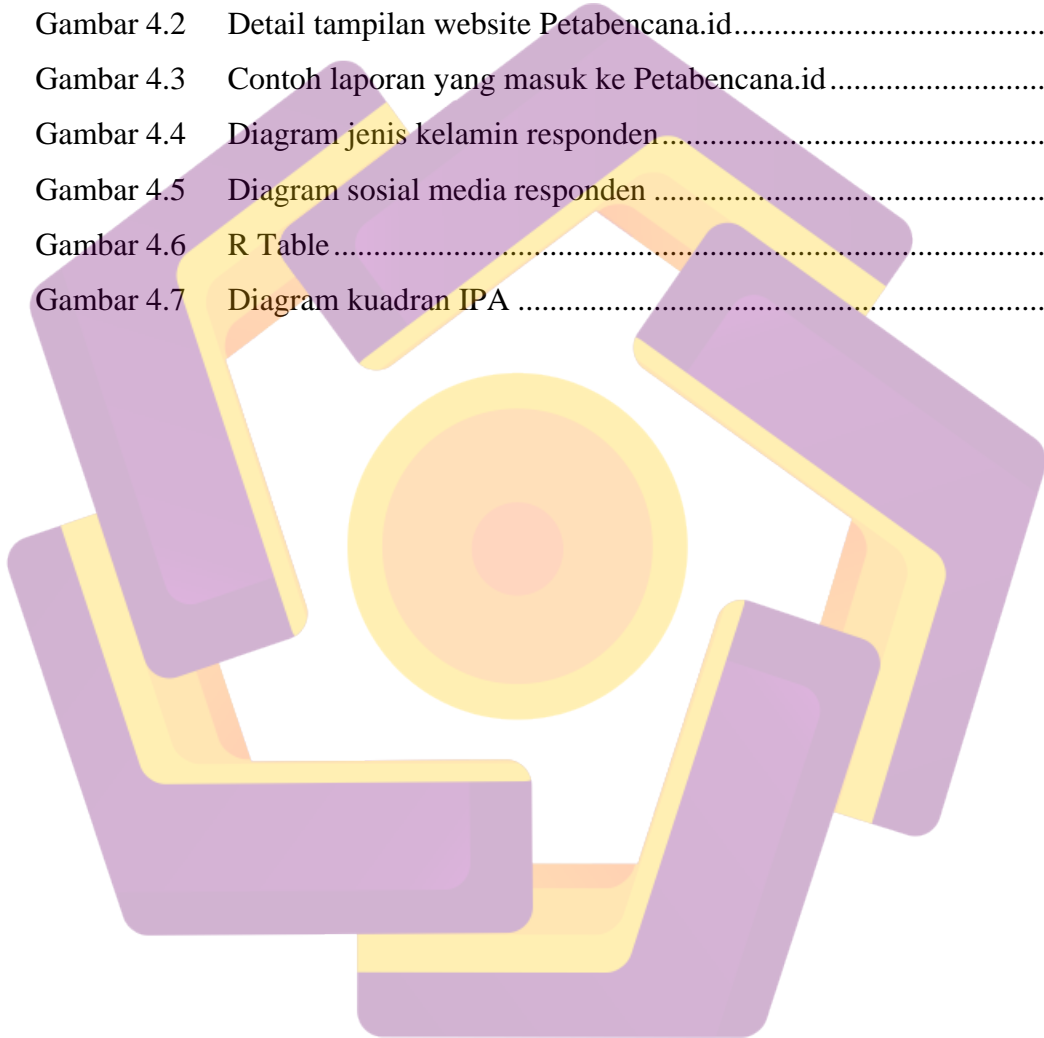 Gambar 4.2 Detail tampilan website Petabencana.id....................................
Gambar 4.3 Contoh laporan yang masuk ke Petabencana.id........................
Gambar 4.4 Diagram jenis kelamin responden.............................................
Gambar 4.5 Diagram sosial media responden ..............................................
Gambar 4.6 R Table.....................................................................................
Gambar 4.7 Diagram kuadran IPA ..............................................................